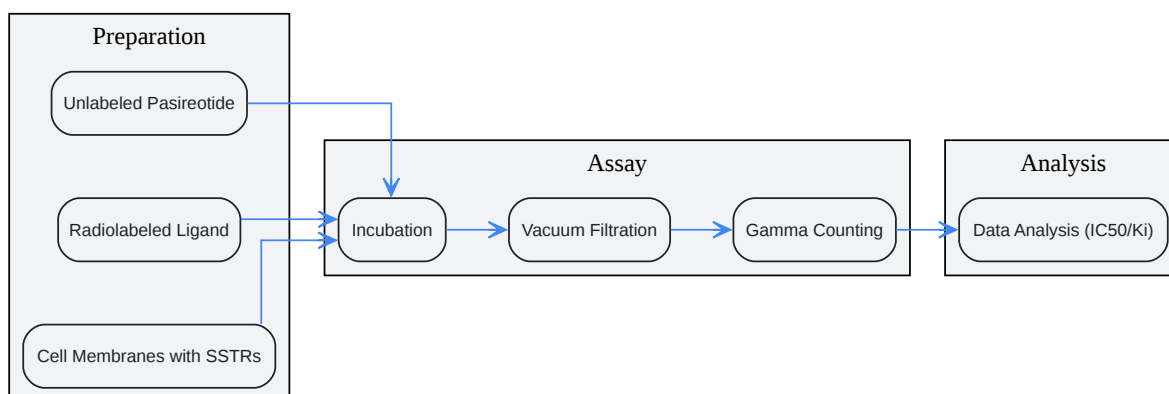 Preparation
Unlabeled Pasireotide
Radiolabeled Ligand
Cell Membranes with SSTRs
Assay
Incubation
Vacuum Filtration
Gamma Counting
Analysis
Data Analysis (IC50/Ki)